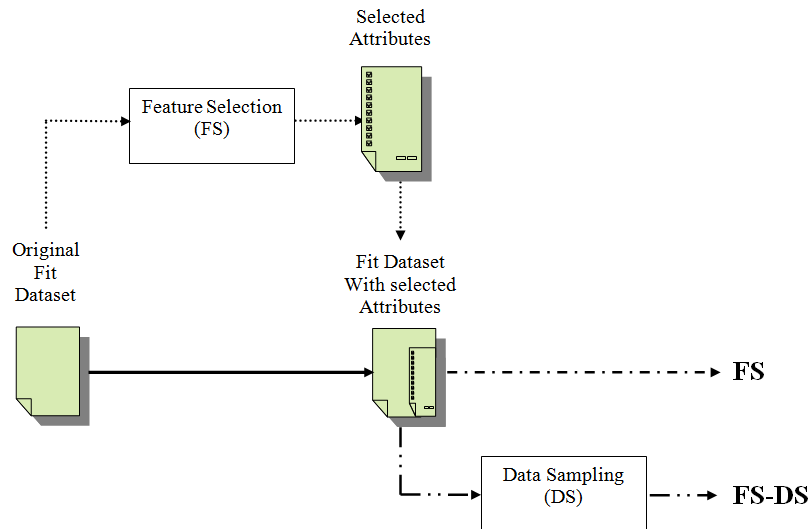 Selected
Attributes
Feature Selection
(FS)
Original
Fit
Dataset
Fit Dataset
With selected
Attributes
FS
Data Sampling
(DS)
FS-DS